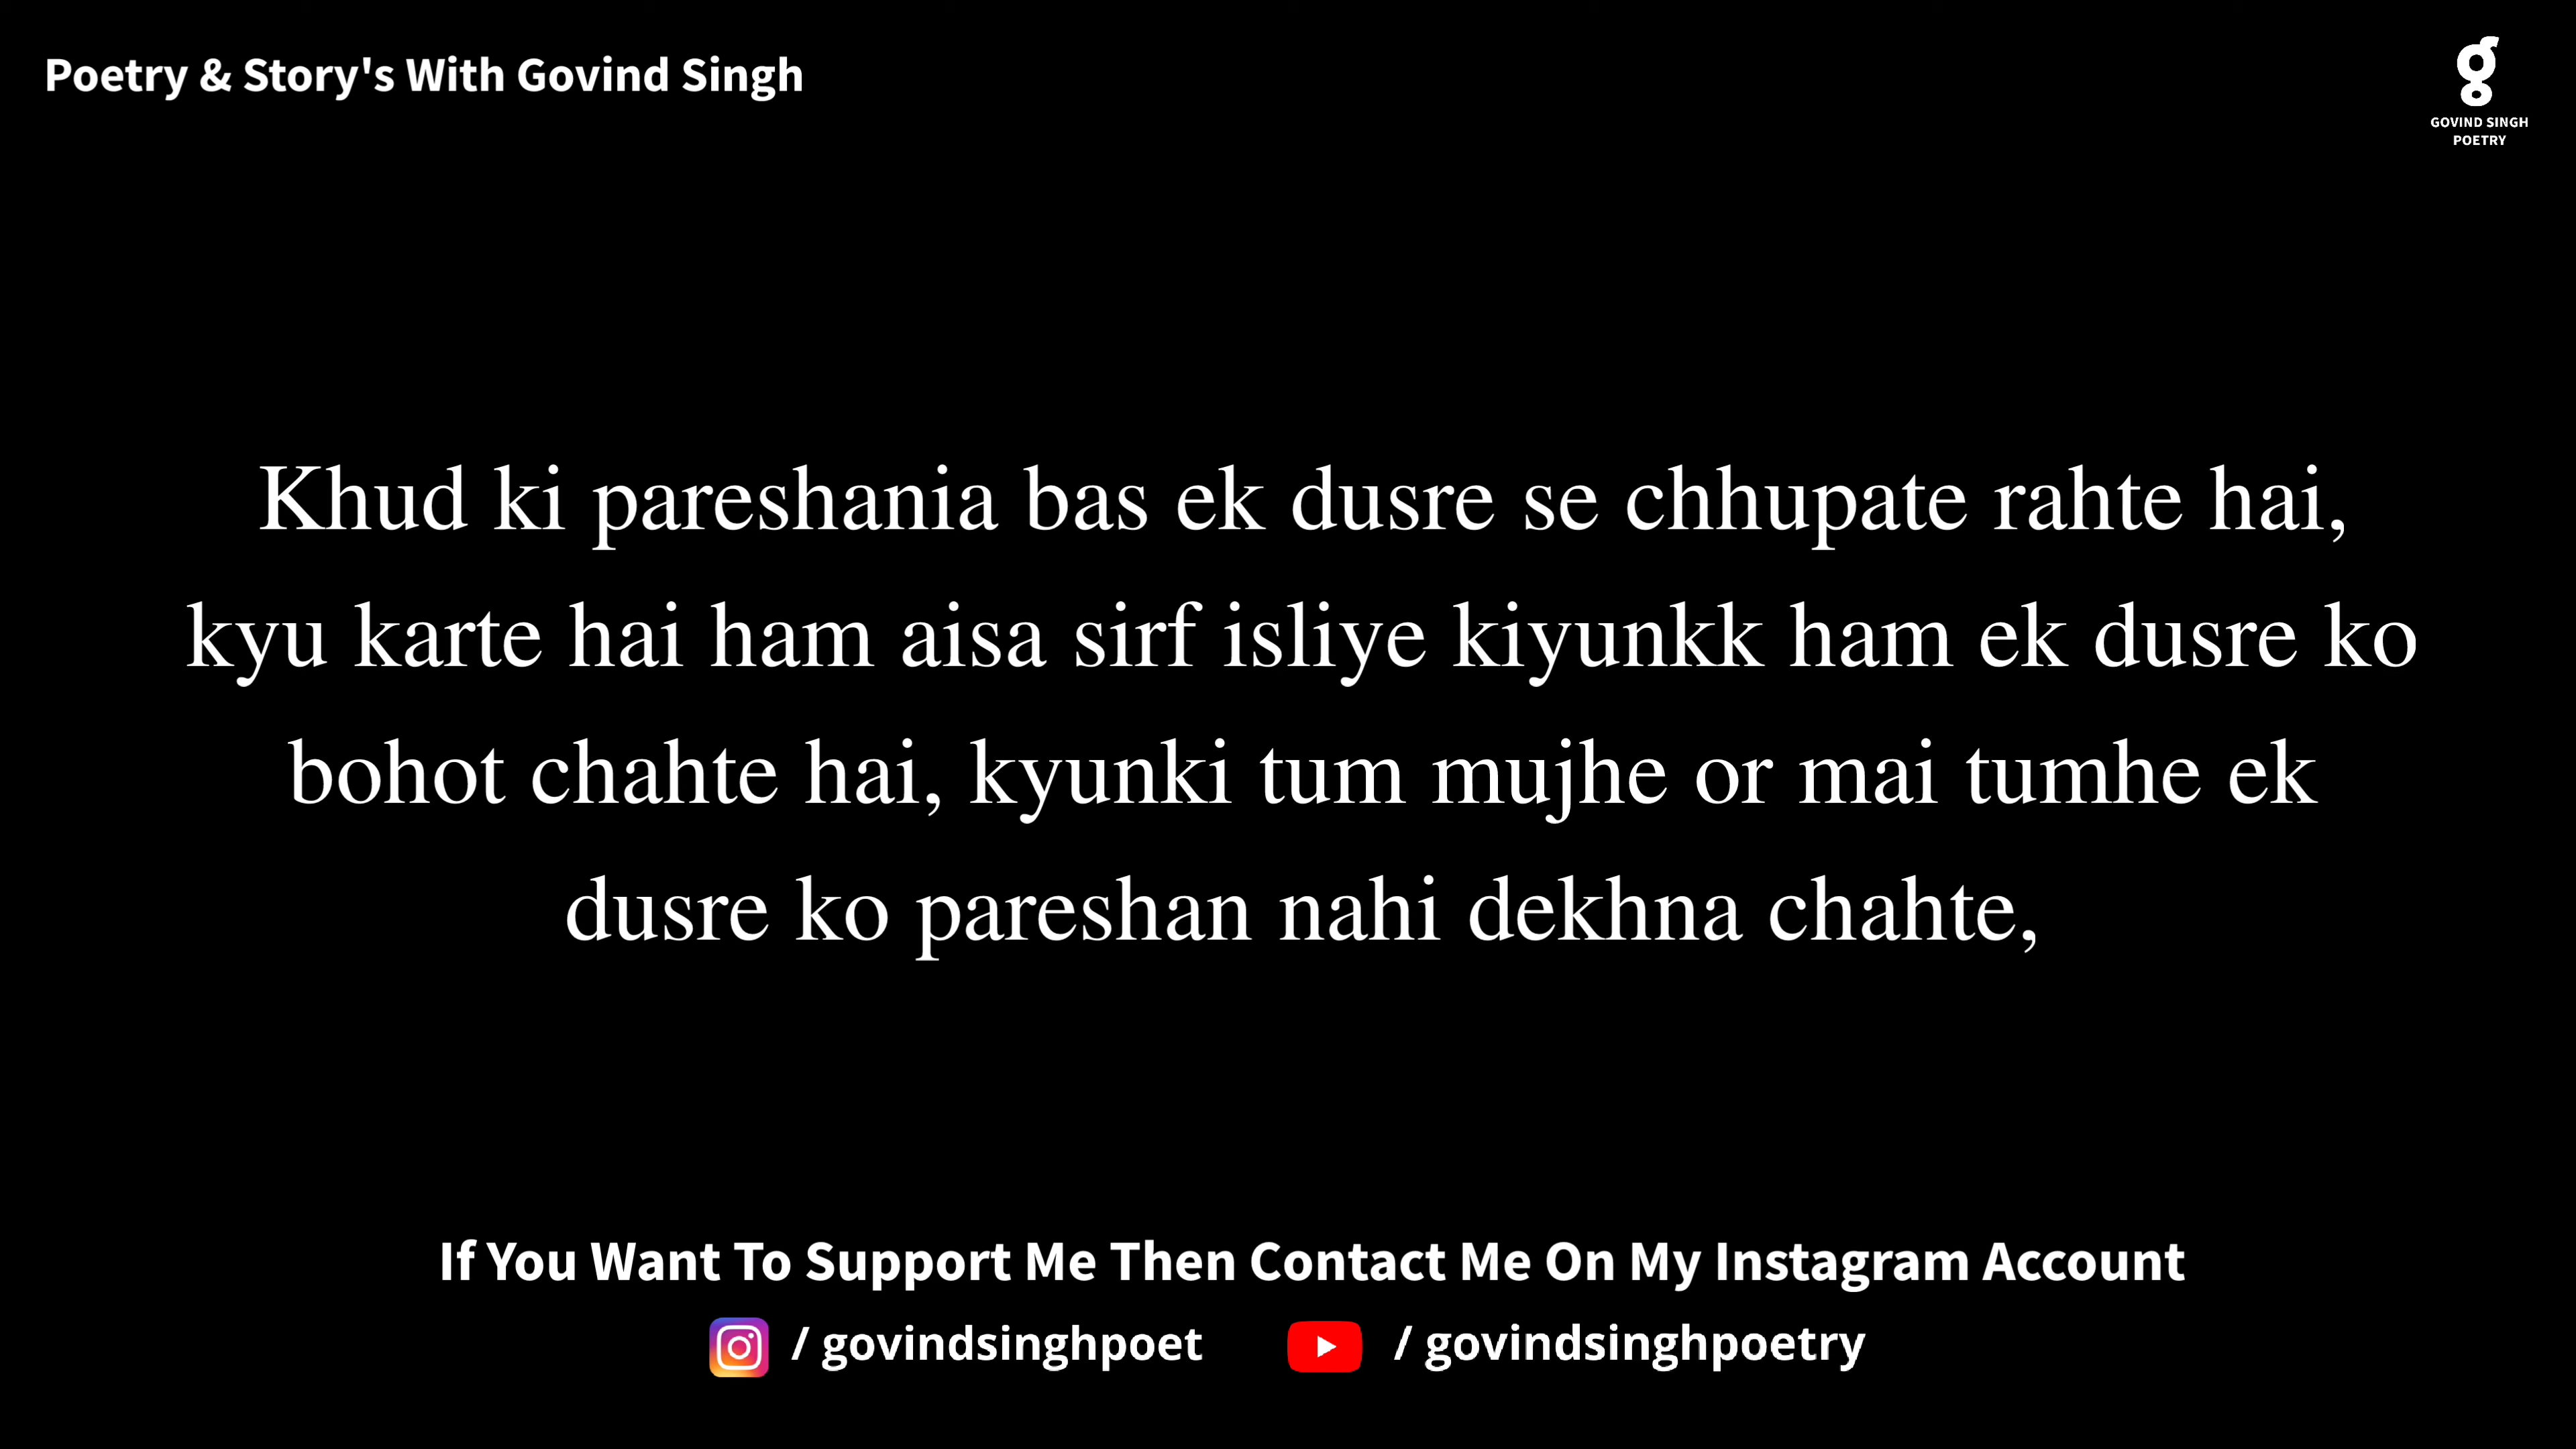 Poetry & Story's With Govind Singh
GOVIND SINGH
POETRY
Khud ki pareshania bas ek dusre se chhupate rahte hai,
kyu karte hai ham aisa sirf isliye kiyunkk ham ek dusre ko
bohot chahte hai, kyunki tum mujhe or mai tumhe ek
dusre ko pareshan nahi dekhna chahte,
If You Want To Support Me Then Contact Me On My Instagram Account
/ govindsinghpoet
/ govindsinghpoetry